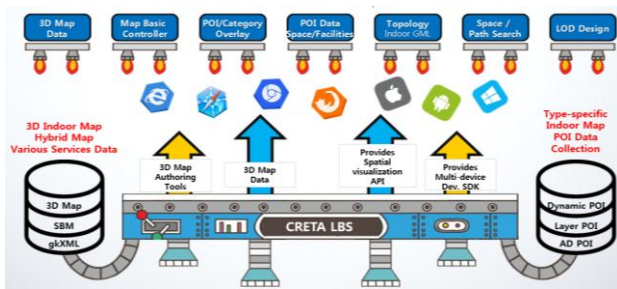 3D Map
Data
Map Basic
Controller
POI/Category
Overlay
POI Data
Space/Facilities
Topology
Indoor GML
Space /
Path Search
LOD Design
3D Indoor Map
Hybrid Map
Various Services Data
Type-specific
Indoor Map
POI Data
Collection
3D Map
Authoring
Tools
3D Map
Data
Provides
Spatial
visualization
API
Provides
Multi-device
Dev. SDK
3D Map
SBM
gkXML
CRETA LBS
Dynamic POI
Layer POI
AD POI